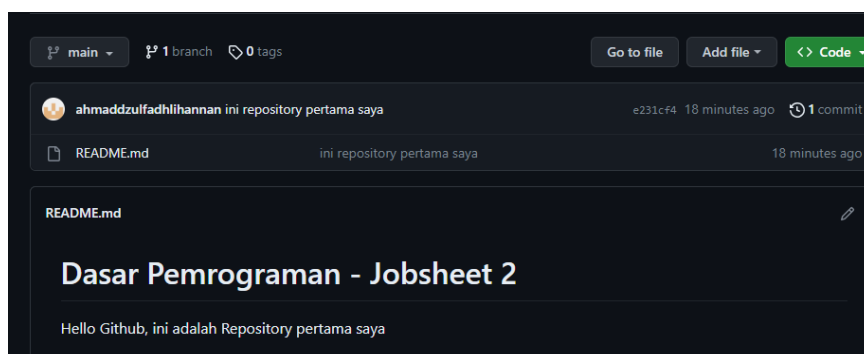 main 1 branch 0 tags Go to file Add file Code
ahmaddzulfadhlihannan ini repository pertama saya e231cf4 18 minutes ago 1 commit
README.md ini repository pertama saya 18 minutes ago
README.md
Dasar Pemrograman - Jobsheet 2
Hello Github, ini adalah Repository pertama saya